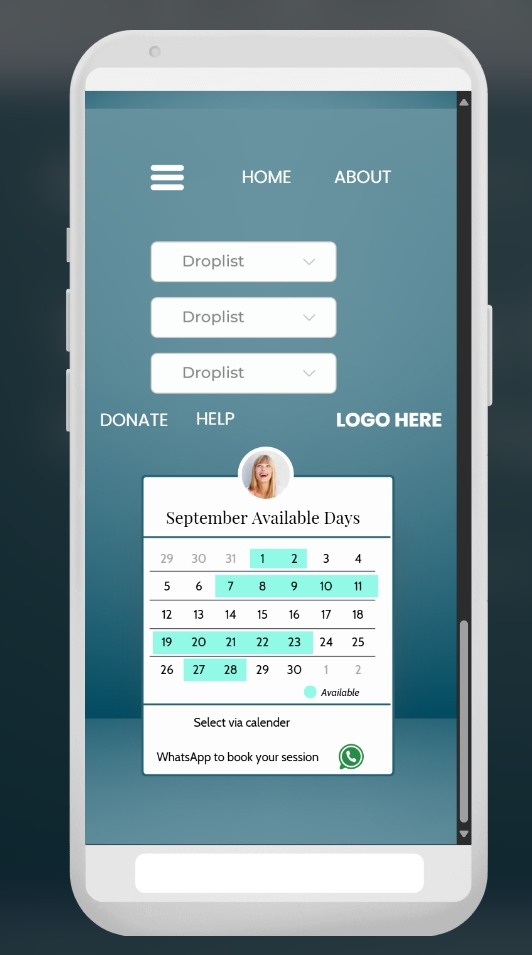 HOME ABOUT
Droplist
Droplist
Droplist
DONATE HELP LOGO HERE
September Available Days
29 30 31 1 2 3 4
5 6 7 8 9 10 11
12 13 14 15 16 17 18
19 20 21 22 23 24 25
26 27 28 29 30 1 2
Available
Select via calender
WhatsApp to book your session